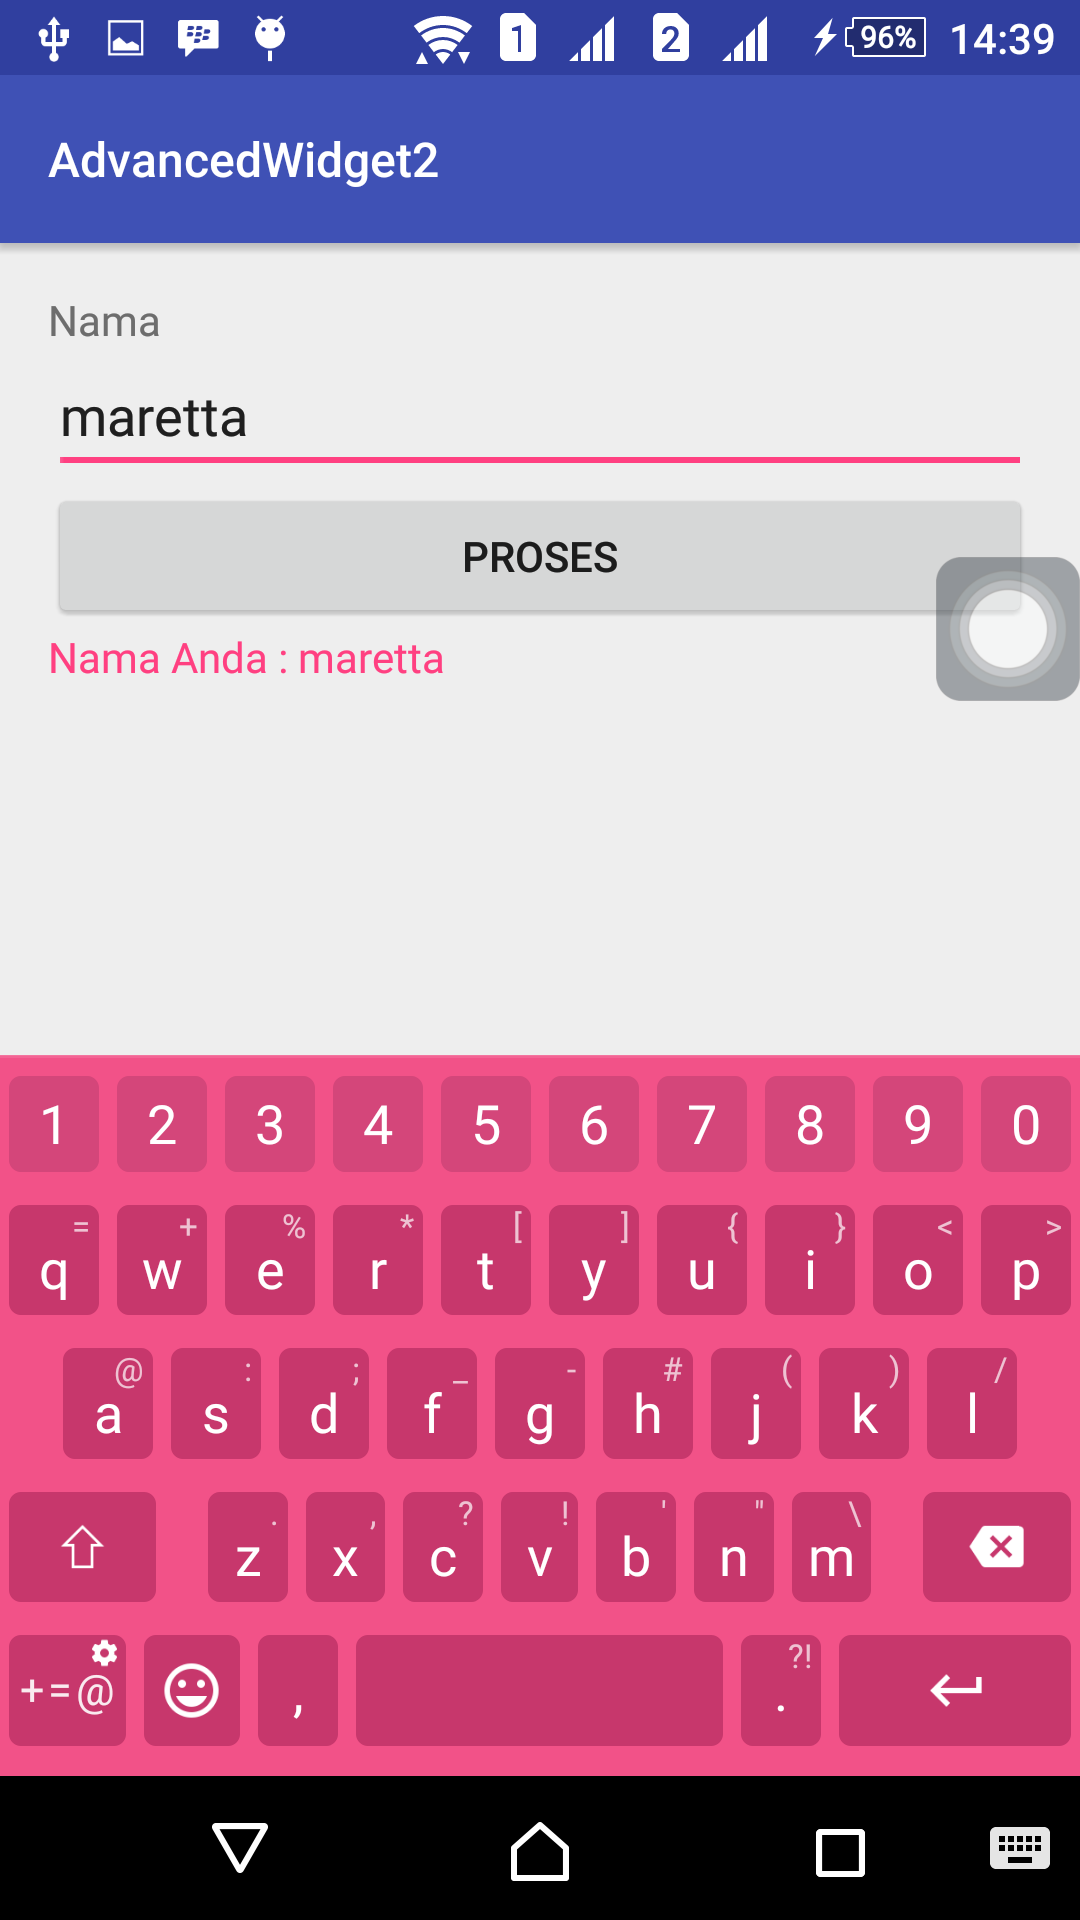 1 2 96% 14:39
AdvancedWidget2
Nama
maretta
PROSES
Nama Anda : maretta
1 2 3 4 5 6 7 8 9 0
= + % * [ ] { } < >
q w e r t y u i o p
@ : ; _ - # ( ) /
a s d f g h j k l
. , ? ! ' " \
z x c v b n m
?!
+=@ , .